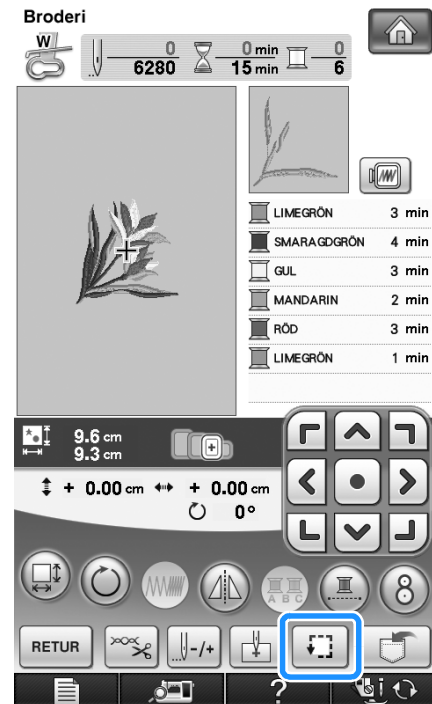 Broderi
W
0 0 min 0
6280 15 min 6
LIMEGRÖN 3 min
SMARAGDGRÖN 4 min
GUL 3 min
MANDARIN 2 min
RÖD 3 min
LIMEGRÖN 1 min
9.6 cm
9.3 cm
+ 0.00 cm + 0.00 cm
0°
A B C
8
RETUR
-/+
?